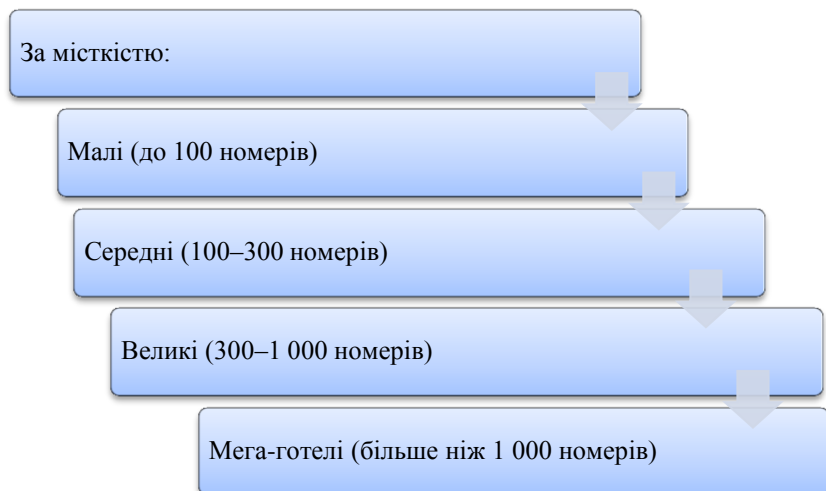 За місткістю:
Малі (до 100 номерів)
Середні (100–300 номерів)
Великі (300–1 000 номерів)
Мега-готелі (більше ніж 1 000 номерів)